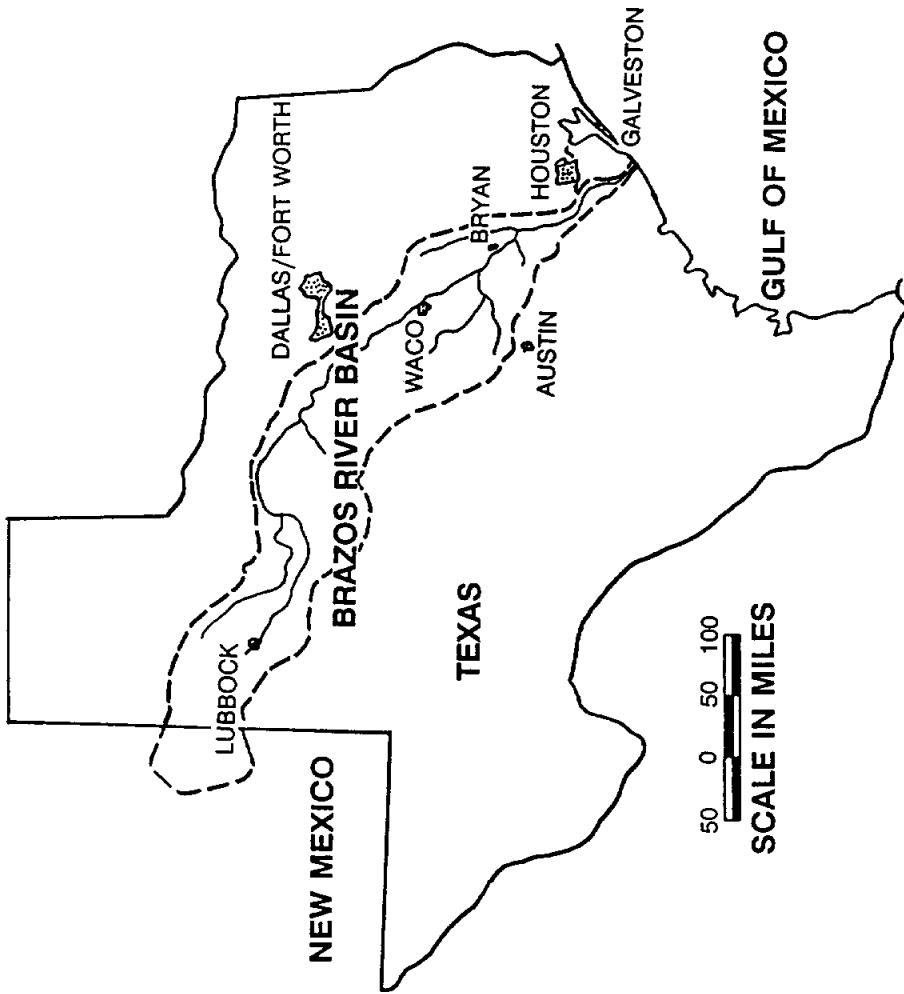 DALLAS/FORT WORTH
LUBBOCK
BRAZOS RIVER BASIN
WACO
BRYAN
HOUSTON
GALVESTON
AUSTIN
NEW MEXICO
TEXAS
GULF OF MEXICO
50 0 50 100
SCALE IN MILES